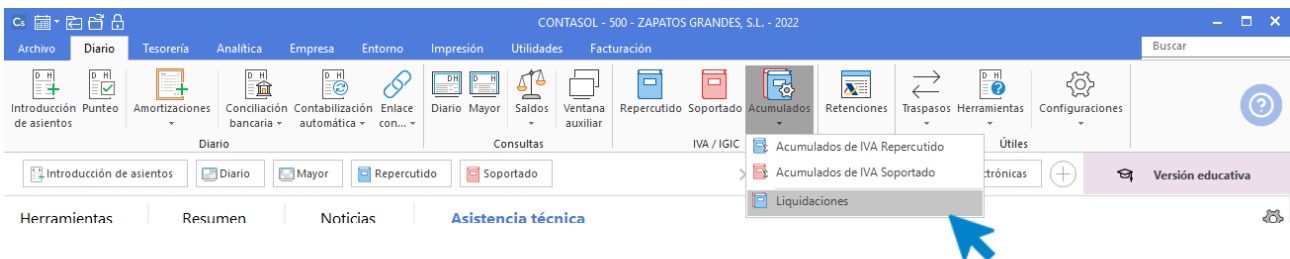 Cs CONTASOL - 500 - ZAPATOS GRANDES, S.L. - 2022
Archivo Diario Tesorería Analítica Empresa Entorno Impresión Utilidades Facturación Buscar
D H D H D H D H DH D H D H
Introducción Punteo Amortizaciones Conciliación Contabilización Enlace Diario Mayor Saldos Ventana Repercutido Soportado Acumulados Retenciones Traspasos Herramientas Configuraciones
de asientos bancaria automática con... auxiliar
Diario Consultas IVA / IGIC Útiles
Acumulados de IVA Repercutido
Introducción de asientos Diario Mayor Repercutido Soportado Acumulados de IVA Soportado ctrónicas Versión educativa
Liquidaciones
Herramientas Resumen Noticias Asistencia técnica